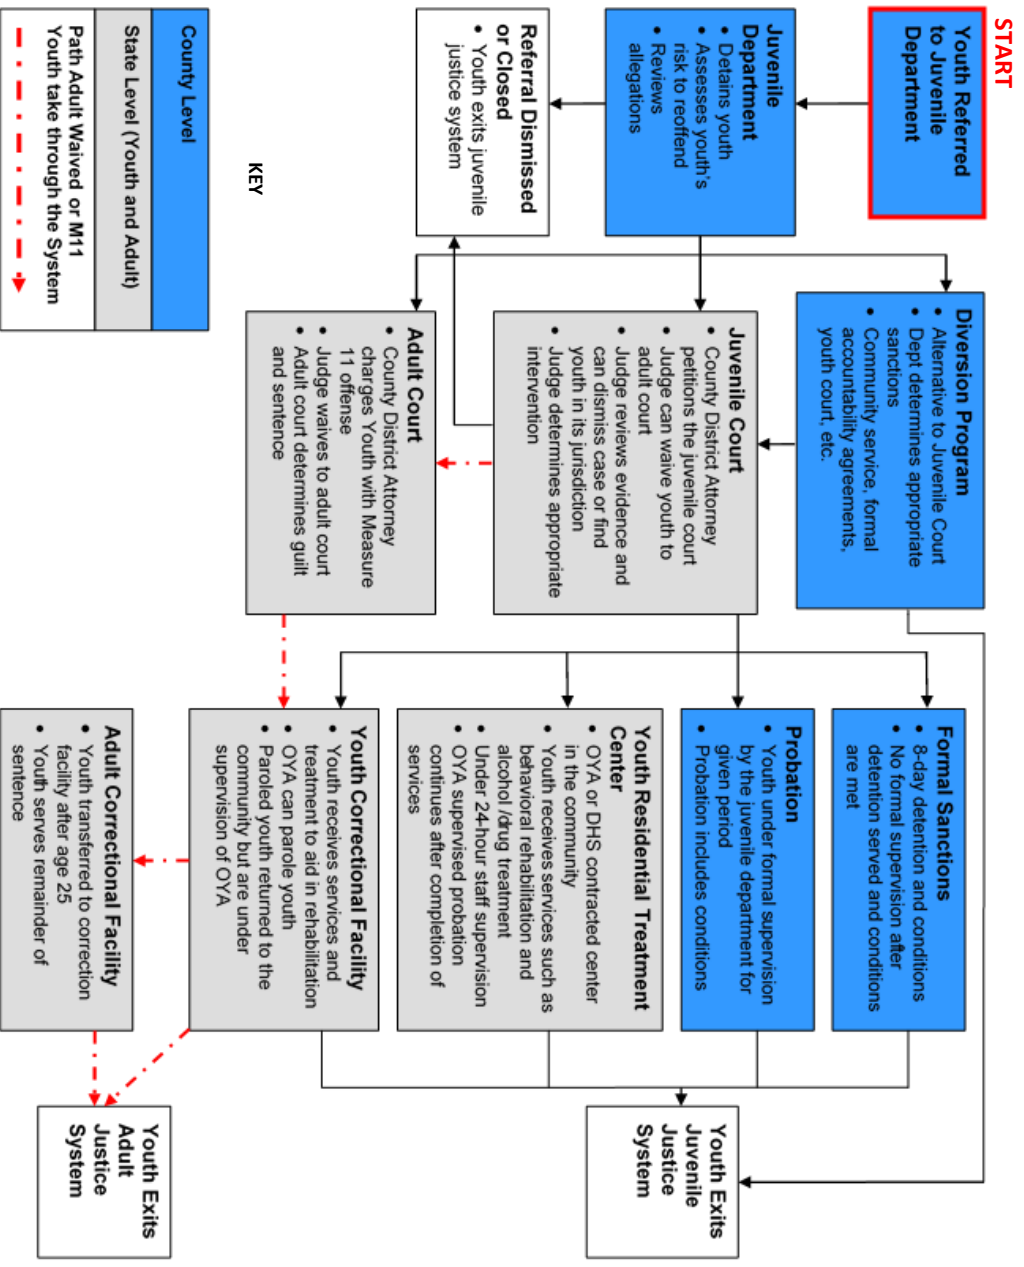 START
Youth Referred
to Juvenile
Department
Juvenile
Department
• Detains youth
• Assesses youth's
risk to reoffend
• Reviews
allegations
Referral Dismissed
or Closed
• Youth exits juvenile
justice system
Diversion Program
• Alternative to Juvenile Court
• Dept determines appropriate
sanctions
• Community service, formal
accountability agreements,
youth court, etc.
Juvenile Court
• County District Attorney
petitions the juvenile court
• Judge can waive youth to
adult court
• Judge reviews evidence and
can dismiss case or find
youth in its jurisdiction
• Judge determines appropriate
intervention
Adult Court
• County District Attorney
charges Youth with Measure
11 offense
• Judge waives to adult court
• Adult court determines guilt
and sentence
Formal Sanctions
• 8-day detention and conditions
• No formal supervision after
detention served and conditions
are met
Probation
• Youth under formal supervision
by the juvenile department for
given period
• Probation includes conditions
Youth Residential Treatment
Center
• OYA or DHS contracted center
in the community
• Youth receives services such as
behavioral rehabilitation and
alcohol /drug treatment
• Under 24-hour staff supervision
• OYA supervised probation
continues after completion of
services
Youth Correctional Facility
• Youth receives services and
treatment to aid in rehabilitation
• OYA can parole youth
• Paroled youth returned to the
community but are under
supervision of OYA
Adult Correctional Facility
• Youth transferred to correction
facility after age 25
• Youth serves remainder of
sentence
Youth Exits
Juvenile
Justice
System
Youth Exits
Adult
Justice
System
KEY
County Level
State Level (Youth and Adult)
Path Adult Waived or M11
Youth take through the System